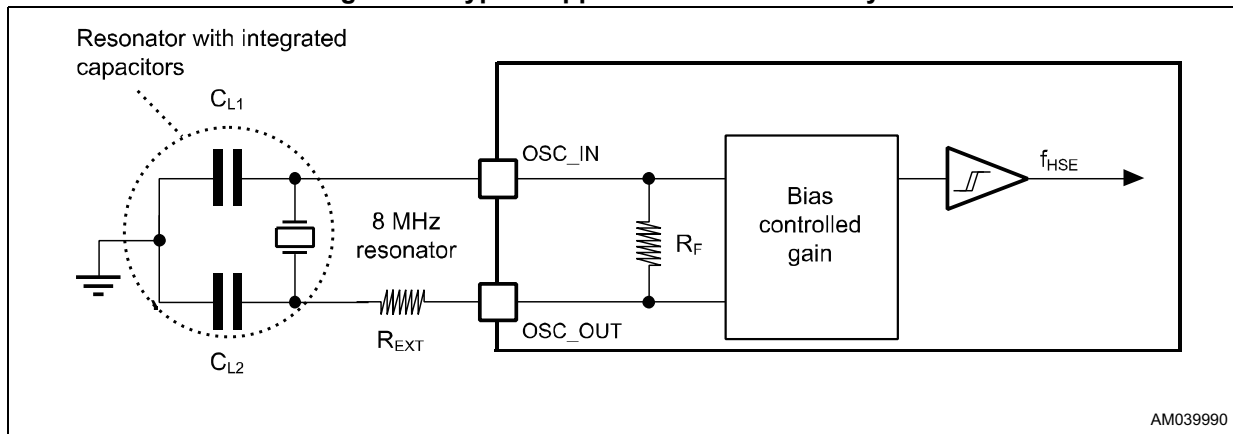 Resonator with integrated
capacitors
C_L1
OSC_IN
f_HSE
8 MHz
resonator
R_F
Bias
controlled
gain
R_EXT
OSC_OUT
C_L2
AM039990